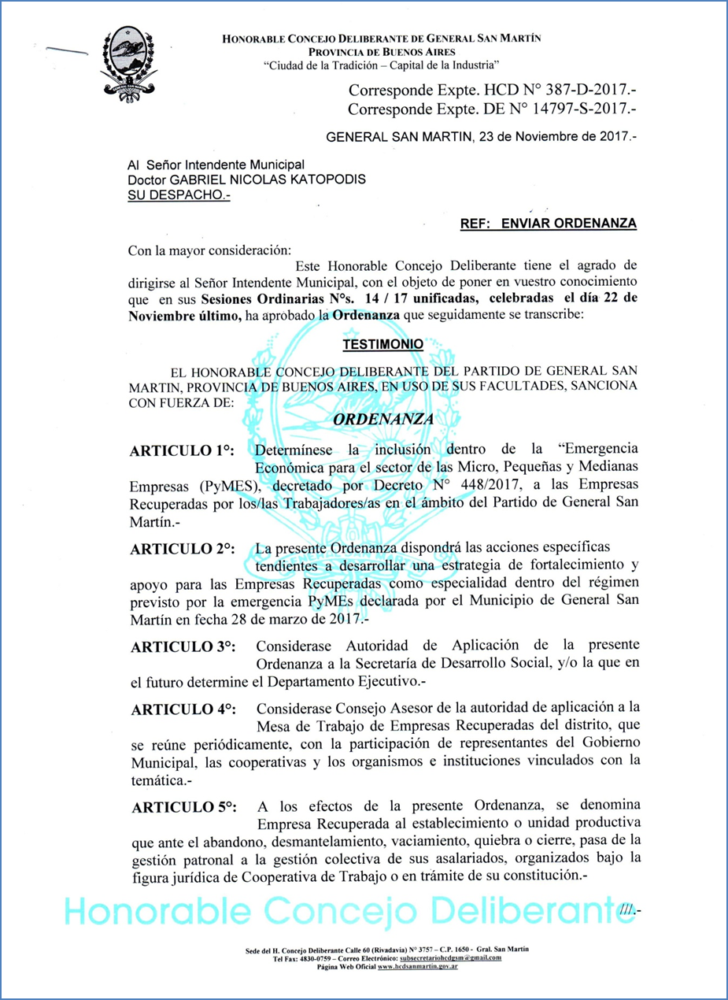 HONORABLE CONCEJO DELIBERANTE DE GENERAL SAN MARTÍN
PROVINCIA DE BUENOS AIRES
“Ciudad de la Tradición – Capital de la Industria”
Corresponde Expte. HCD N° 387-D-2017.-
Corresponde Expte. DE N° 14797-S-2017.-
GENERAL SAN MARTIN, 23 de Noviembre de 2017.-
Al Señor Intendente Municipal
Doctor GABRIEL NICOLAS KATOPODIS
SU DESPACHO.-
REF: ENVIAR ORDENANZA
Con la mayor consideración:
Este Honorable Concejo Deliberante tiene el agrado de
dirigirse al Señor Intendente Municipal, con el objeto de poner en vuestro conocimiento
que en sus Sesiones Ordinarias N°s. 14 / 17 unificadas, celebradas el día 22 de
Noviembre último, ha aprobado la Ordenanza que seguidamente se transcribe:
TESTIMONIO
EL HONORABLE CONCEJO DELIBERANTE DEL PARTIDO DE GENERAL SAN
MARTIN, PROVINCIA DE BUENOS AIRES, EN USO DE SUS FACULTADES, SANCIONA
CON FUERZA DE:
ORDENANZA
ARTICULO 1°: Determínese la inclusión dentro de la “Emergencia
Económica para el sector de las Micro, Pequeñas y Medianas
Empresas (PyMES), decretado por Decreto N° 448/2017, a las Empresas
Recuperadas por los/las Trabajadores/as en el ámbito del Partido de General San
Martín.-
ARTICULO 2°: La presente Ordenanza dispondrá las acciones específicas
tendientes a desarrollar una estrategia de fortalecimiento y
apoyo para las Empresas Recuperadas como especialidad dentro del régimen
previsto por la emergencia PyMEs declarada por el Municipio de General San
Martín en fecha 28 de marzo de 2017.-
ARTICULO 3°: Considerase Autoridad de Aplicación de la presente
Ordenanza a la Secretaría de Desarrollo Social, y/o la que en
el futuro determine el Departamento Ejecutivo.-
ARTICULO 4°: Considerase Consejo Asesor de la autoridad de aplicación a la
Mesa de Trabajo de Empresas Recuperadas del distrito, que
se reúne periódicamente, con la participación de representantes del Gobierno
Municipal, las cooperativas y los organismos e instituciones vinculados con la
temática.-
ARTICULO 5°: A los efectos de la presente Ordenanza, se denomina
Empresa Recuperada al establecimiento o unidad productiva
que ante el abandono, desmantelamiento, vaciamiento, quiebra o cierre, pasa de la
gestión patronal a la gestión colectiva de sus asalariados, organizados bajo la
figura jurídica de Cooperativa de Trabajo o en trámite de su constitución.-
Honorable Concejo Deliberante
///.-
Sede del H. Concejo Deliberante Calle 60 (Rivadavia) N° 3757 – C.P. 1650 - Gral. San Martín
Tel Fax: 4830-0759 – Correo Electrónico: subsecretariohcdgsm@gmail.com
Página Web Oficial www.hcdsanmartin.gov.ar
GENERAL SAN MARTIN